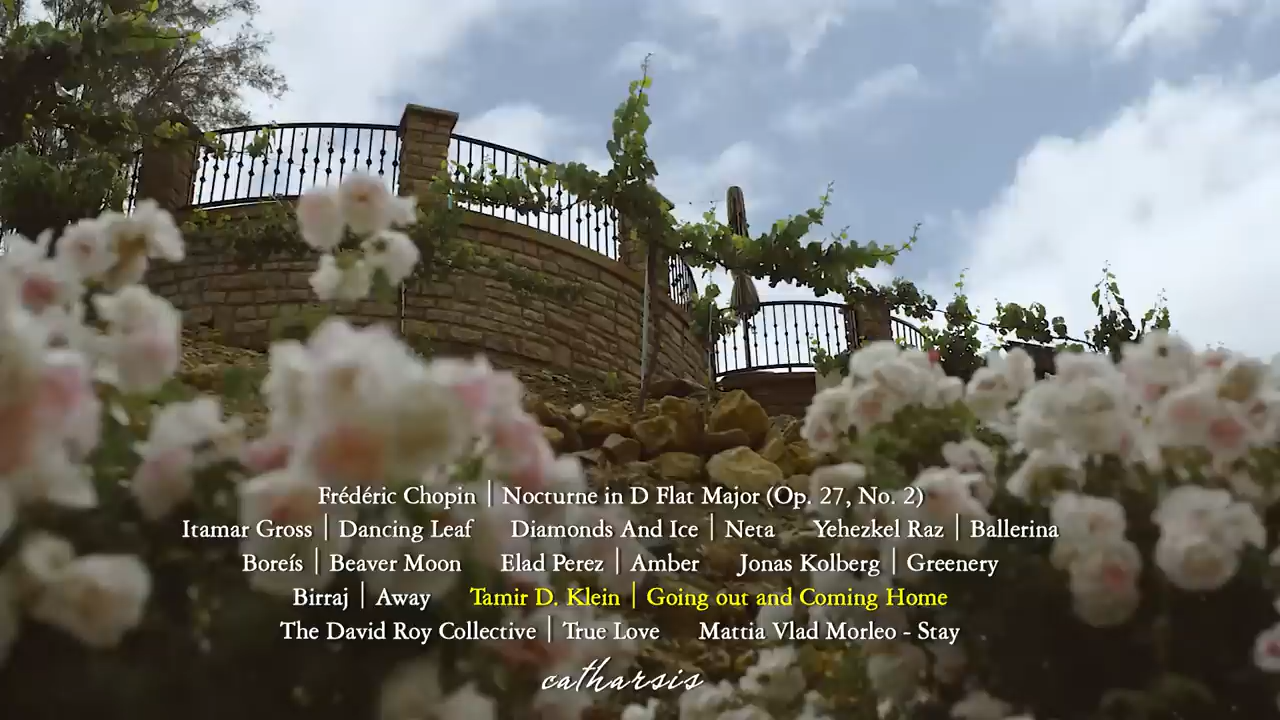 Frédéric Chopin | Nocturne in D Flat Major (Op. 27, No. 2)
Itamar Gross | Dancing Leaf Diamonds And Ice | Neta Yehezkel Raz | Ballerina
Boreís | Beaver Moon Elad Perez | Amber Jonas Kolberg | Greenery
Birraj | Away Tamir D. Klein | Going out and Coming Home
The David Roy Collective | True Love Mattia Vlad Morleo - Stay
catharsis